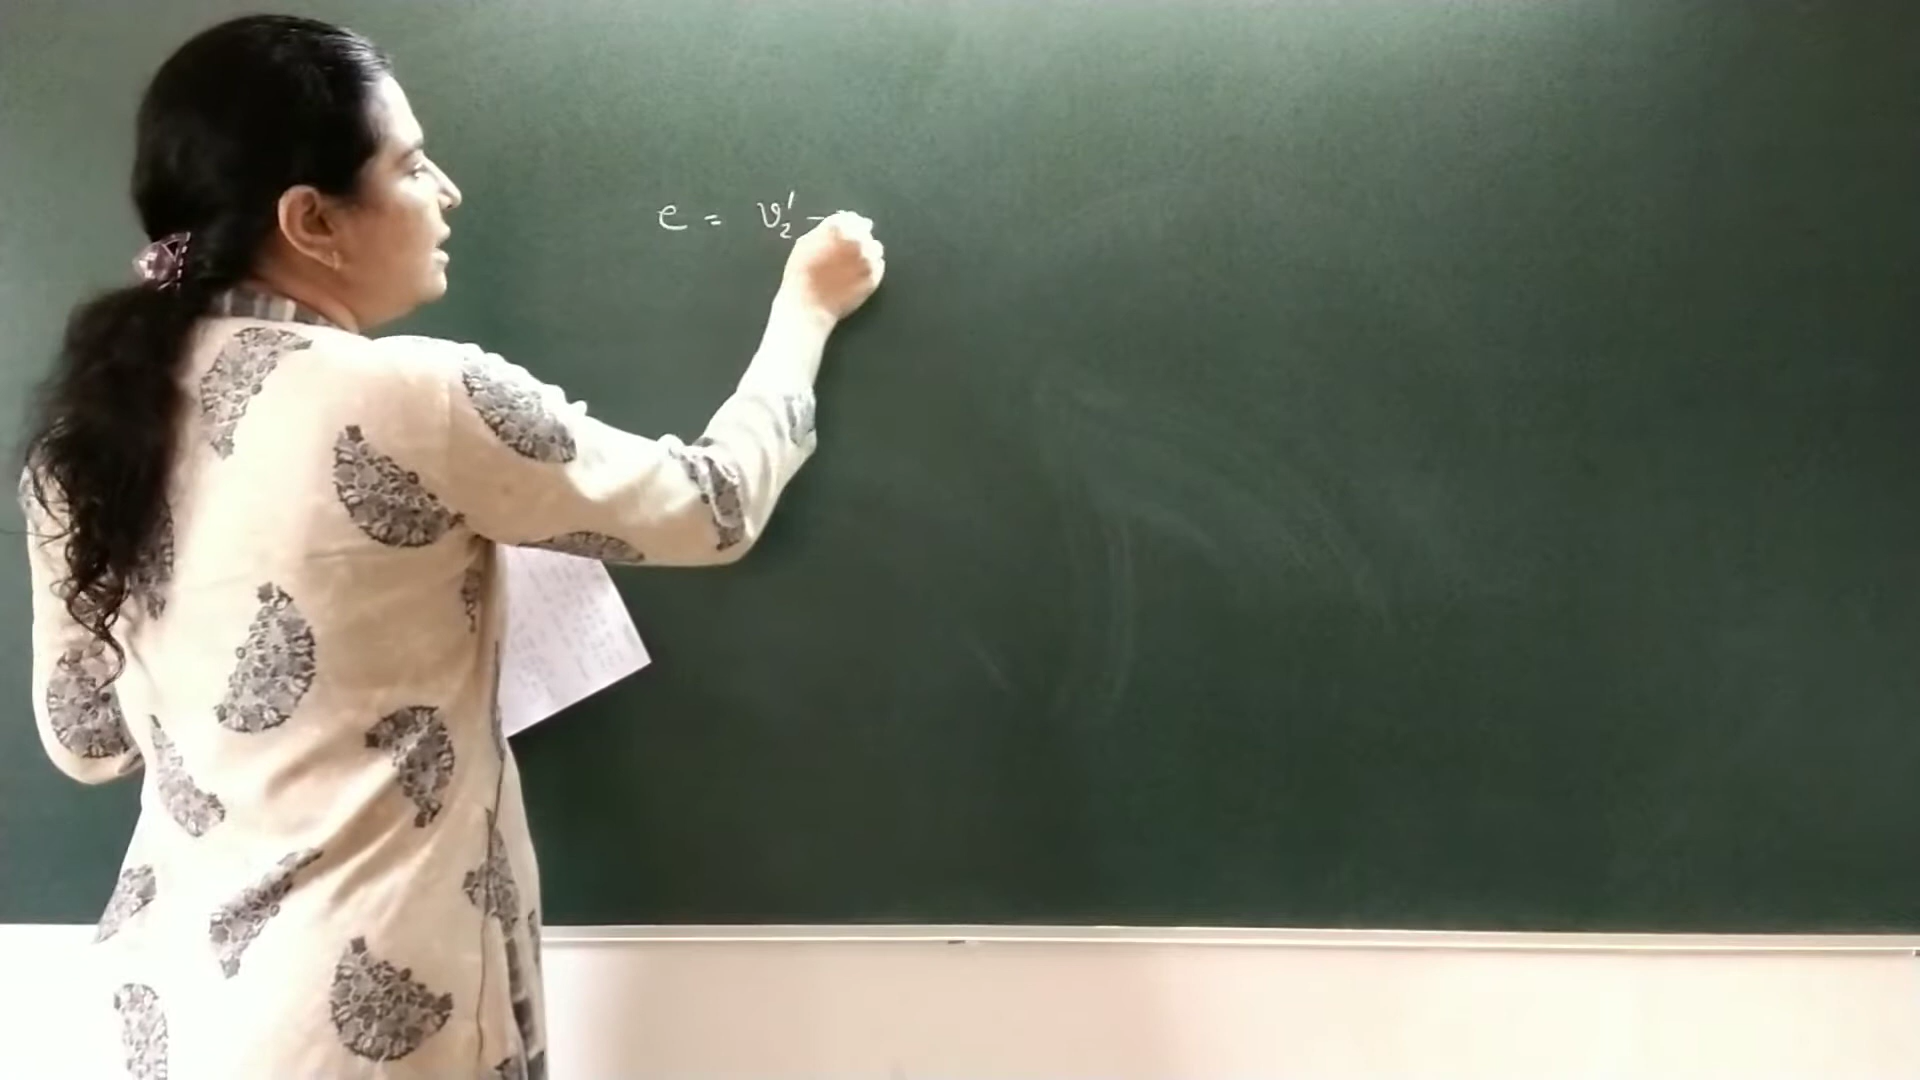 e = v₂' -